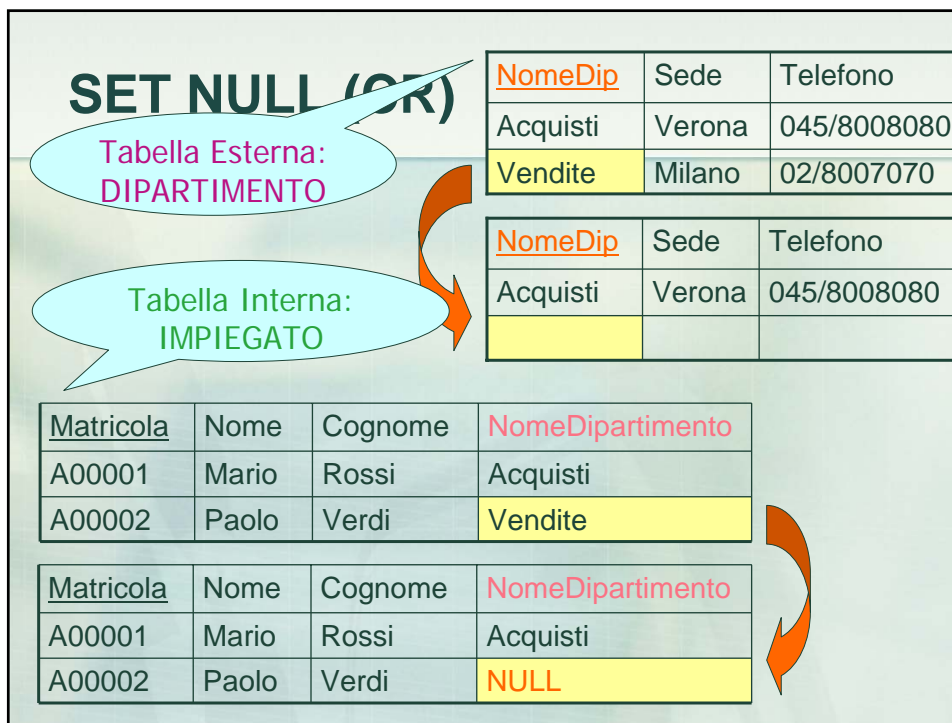 SET NULL (CR)
Tabella Esterna:
DIPARTIMENTO
NomeDip Sede Telefono
Acquisti Verona 045/8008080
Vendite Milano 02/8007070
NomeDip Sede Telefono
Acquisti Verona 045/8008080
Tabella Interna:
IMPIEGATO
Matricola Nome Cognome NomeDipartimento
A00001 Mario Rossi Acquisti
A00002 Paolo Verdi Vendite
Matricola Nome Cognome NomeDipartimento
A00001 Mario Rossi Acquisti
A00002 Paolo Verdi NULL